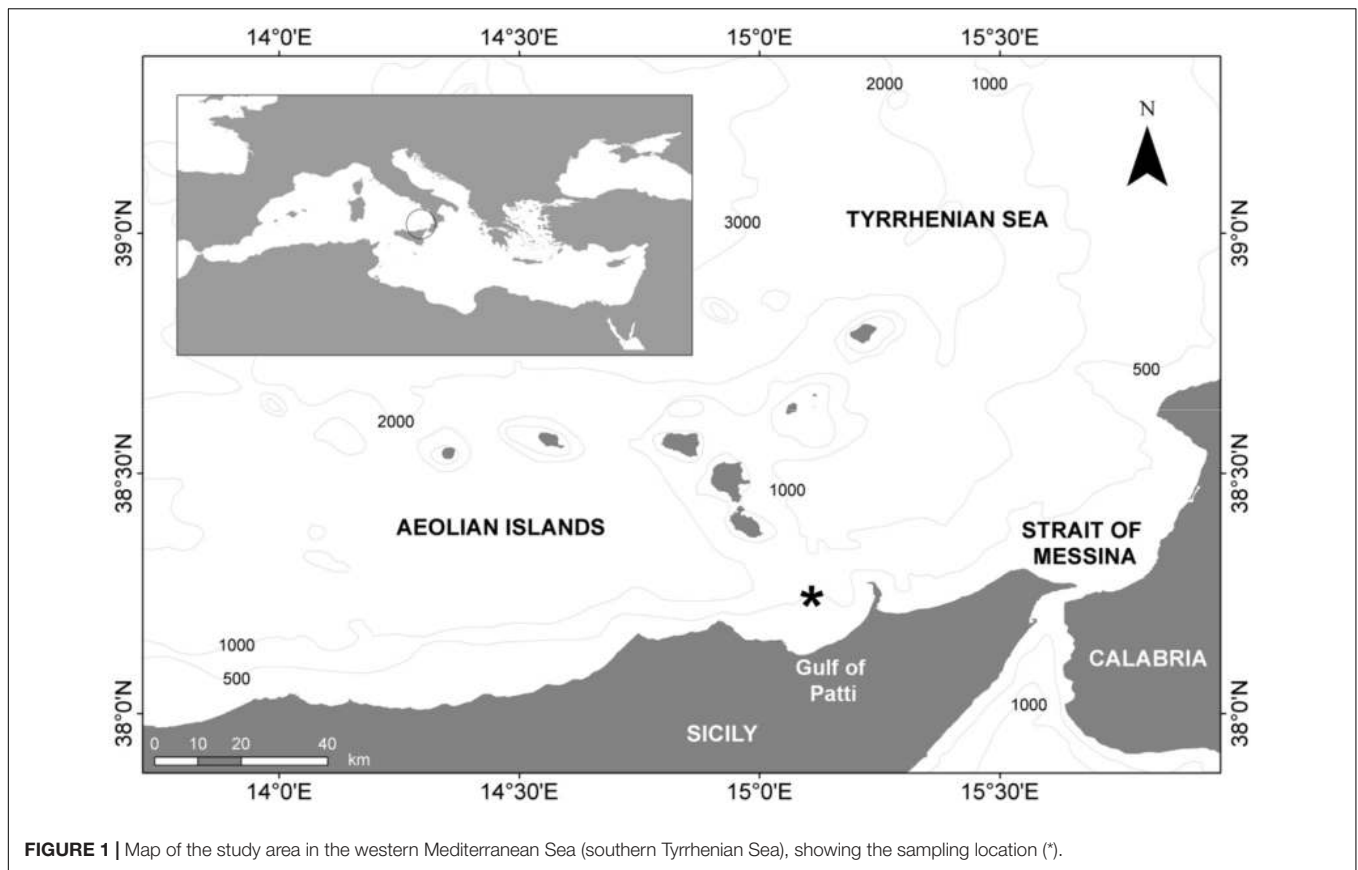 14°0'E 14°30'E 15°0'E 15°30'E
2000 1000
N
3000
TYRRHENIAN SEA
39°0'N 39°0'N
500
2000
38°30'N 38°30'N
1000
AEOLIAN ISLANDS
STRAIT OF
MESSINA
*
1000
500
Gulf of
Patti
CALABRIA
1000
SICILY
38°0'N 38°0'N
0 10 20 40
km
14°0'E 14°30'E 15°0'E 15°30'E
FIGURE 1 | Map of the study area in the western Mediterranean Sea (southern Tyrrhenian Sea), showing the sampling location (*).